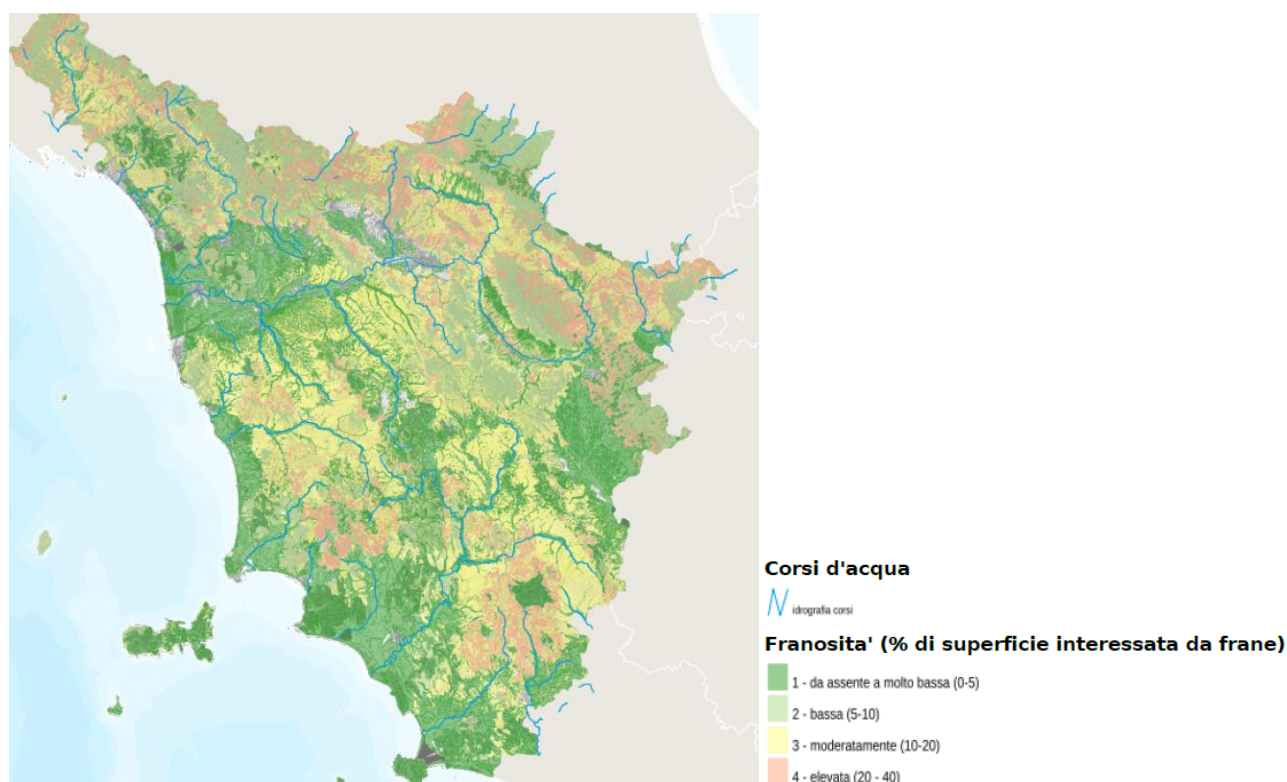 Corsi d'acqua
idrografia corsi
Franosita' (% di superficie interessata da frane)
1 - da assente a molto bassa (0-5)
2 - bassa (5-10)
3 - moderatamente (10-20)
4 - elevata (20 - 40)